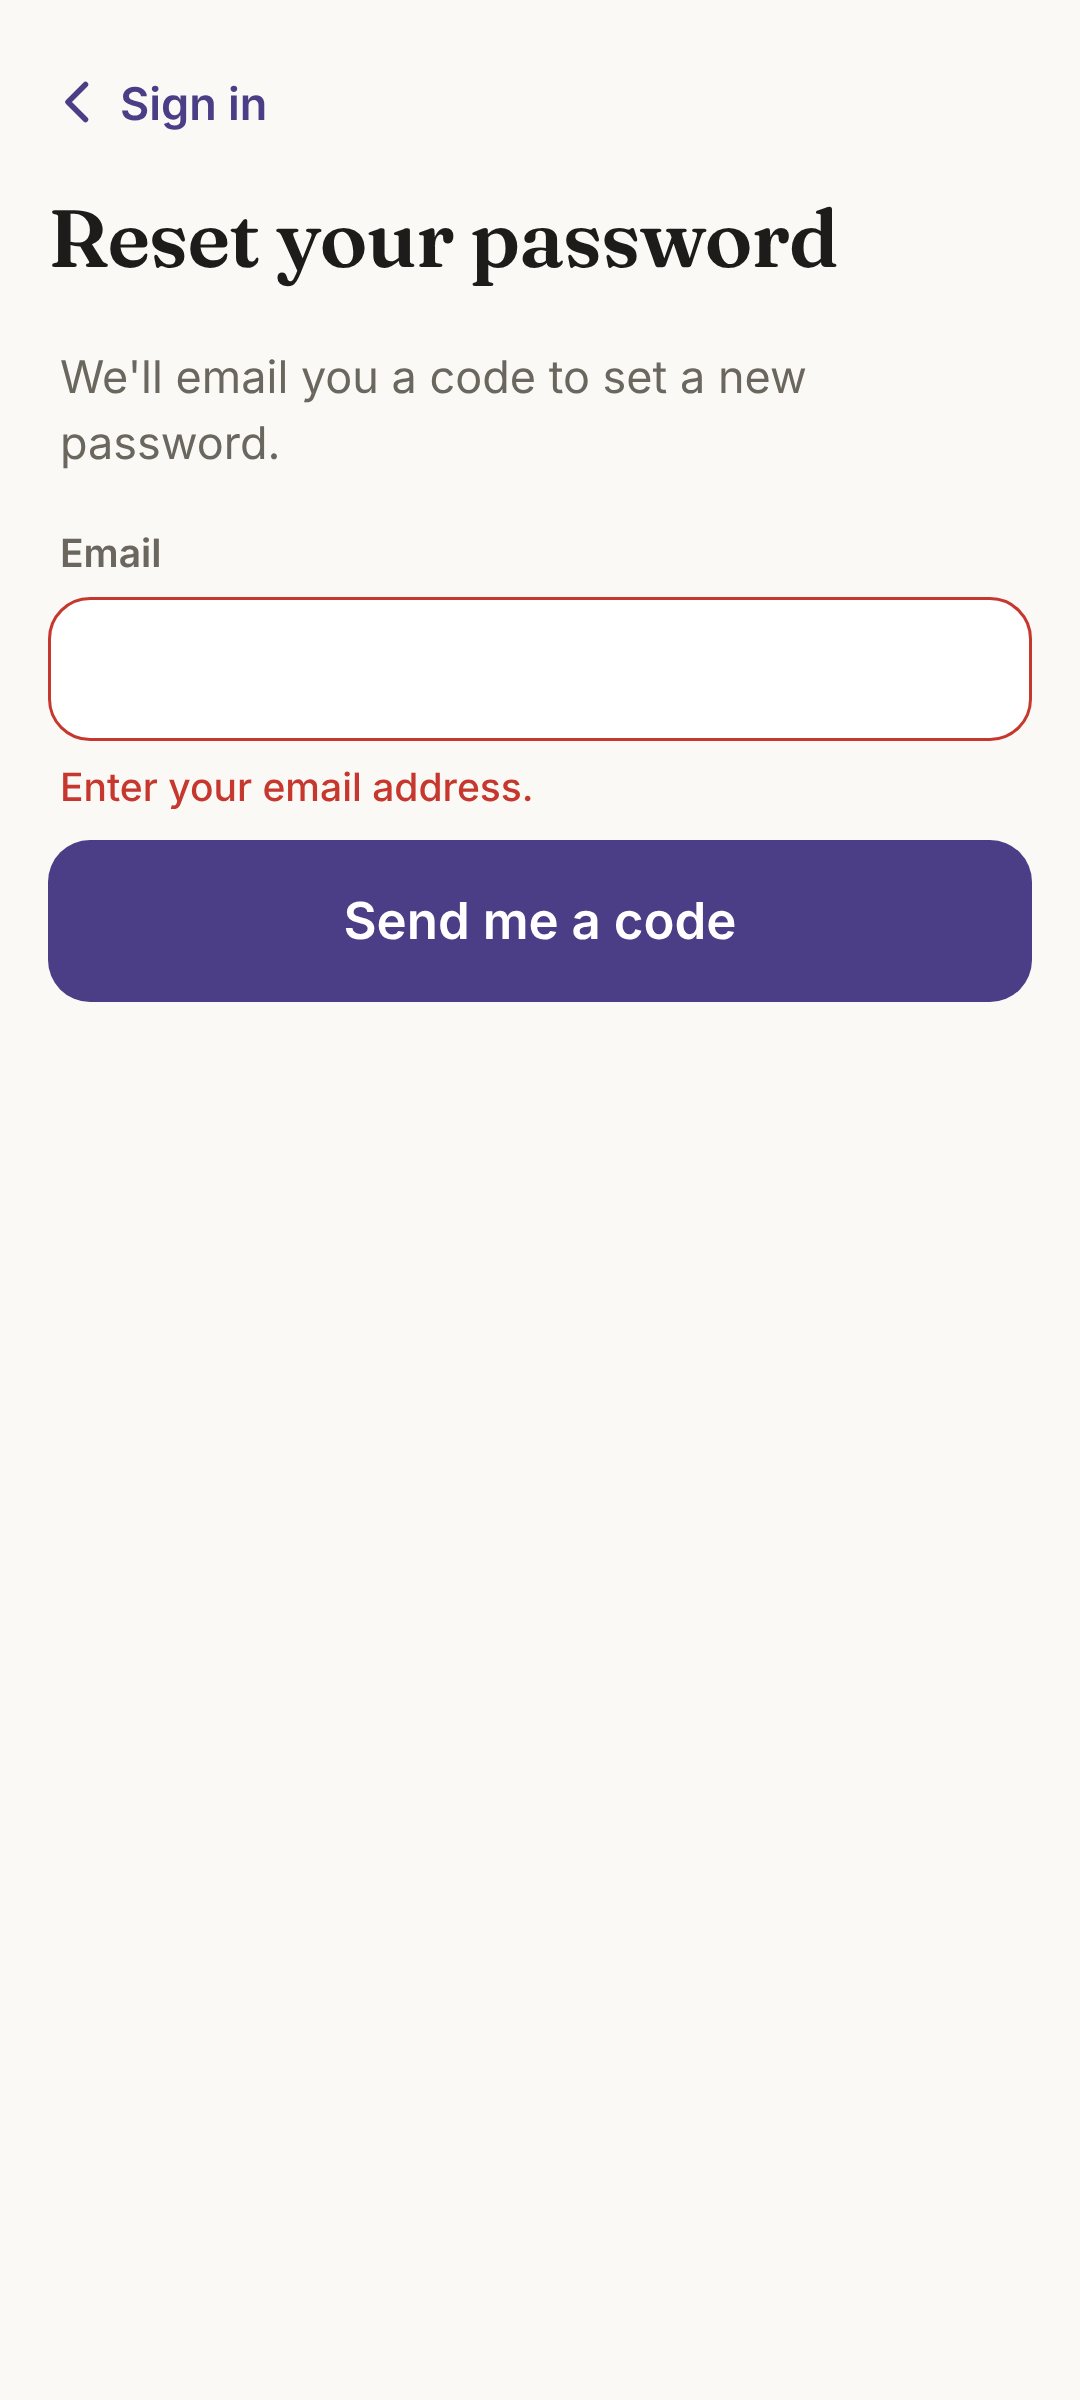 Sign in
Reset your password
We'll email you a code to set a new
password.
Email
Enter your email address.
Send me a code